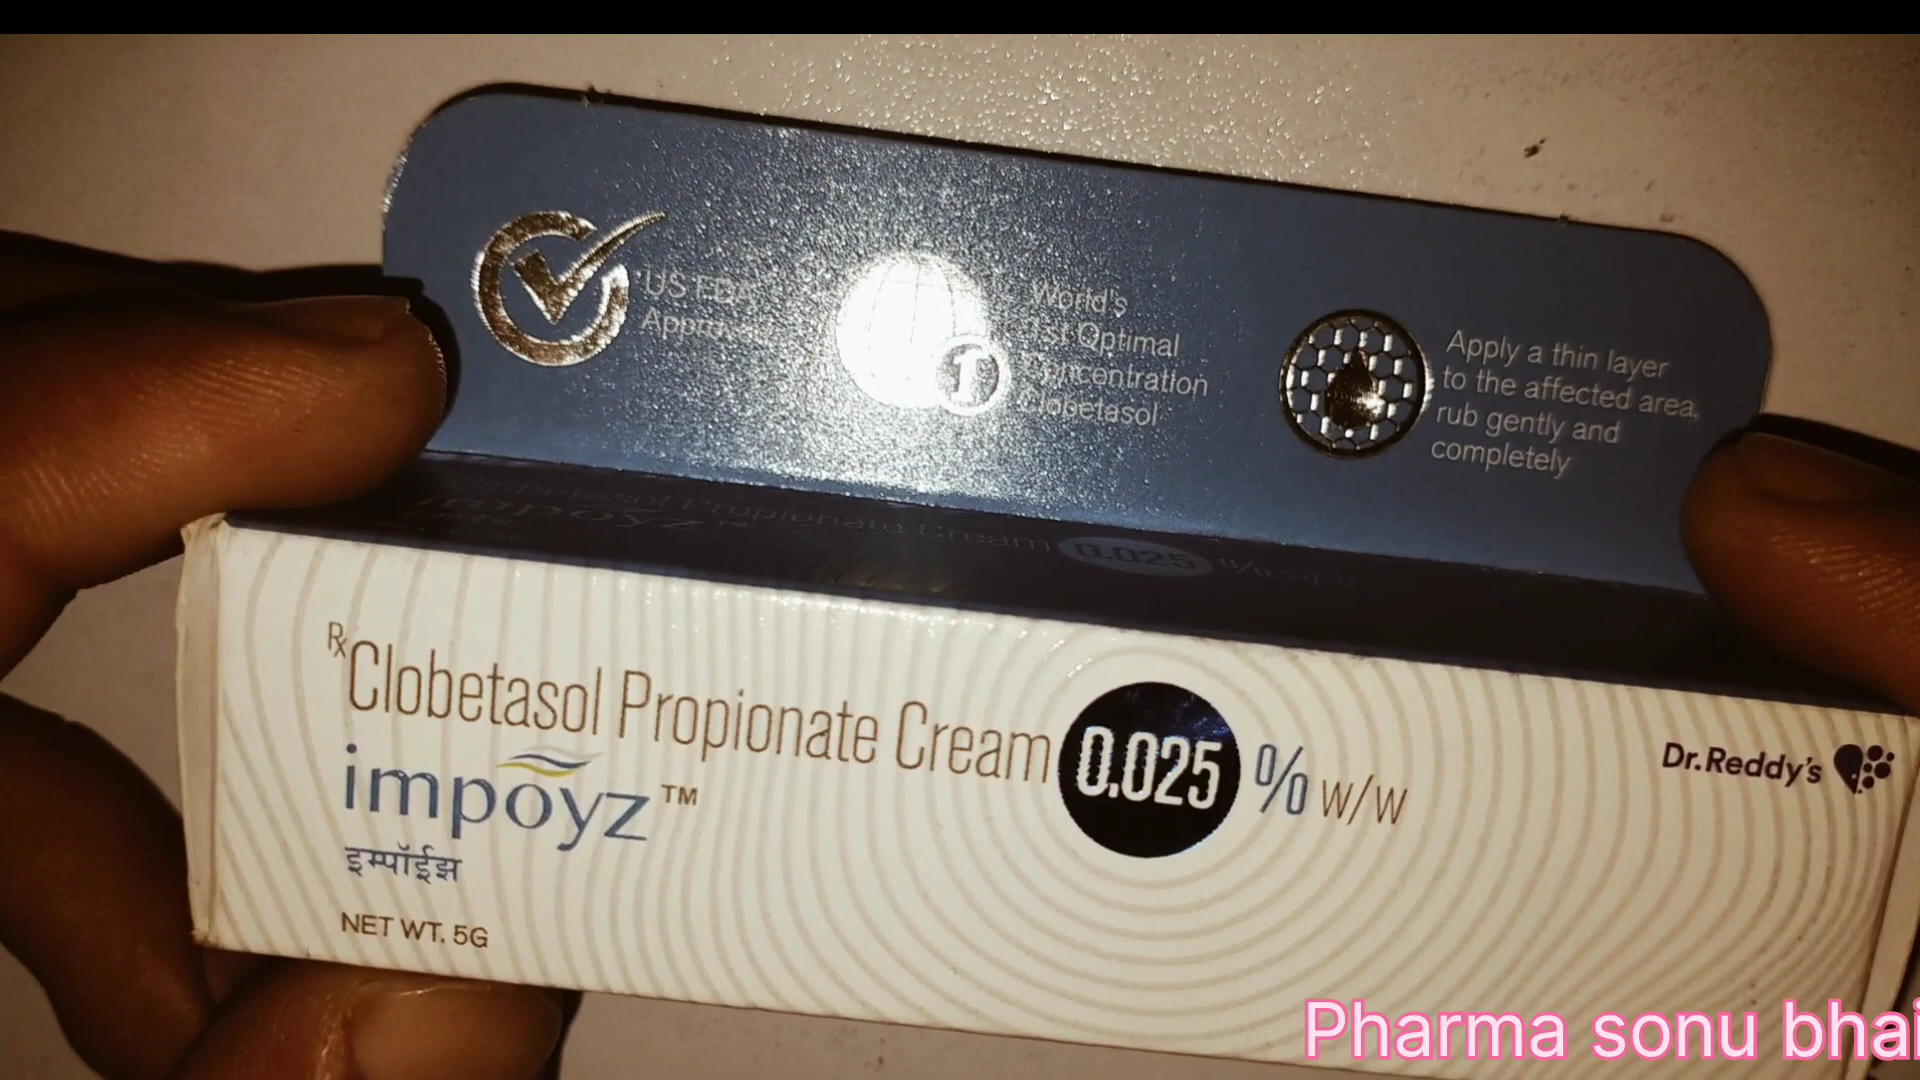 US FDA
Approved
World's
1st Optimal
Concentration
Clobetasol
1
Apply a thin layer
to the affected area,
rub gently and
completely
Clobetasol Propionate Cream 0.025 % w/w
impoyz™
Rx Clobetasol Propionate Cream 0.025 % w/w
impoyz™
इम्पॉईझ
NET WT. 5G
Dr.Reddy's
Pharma sonu bhai